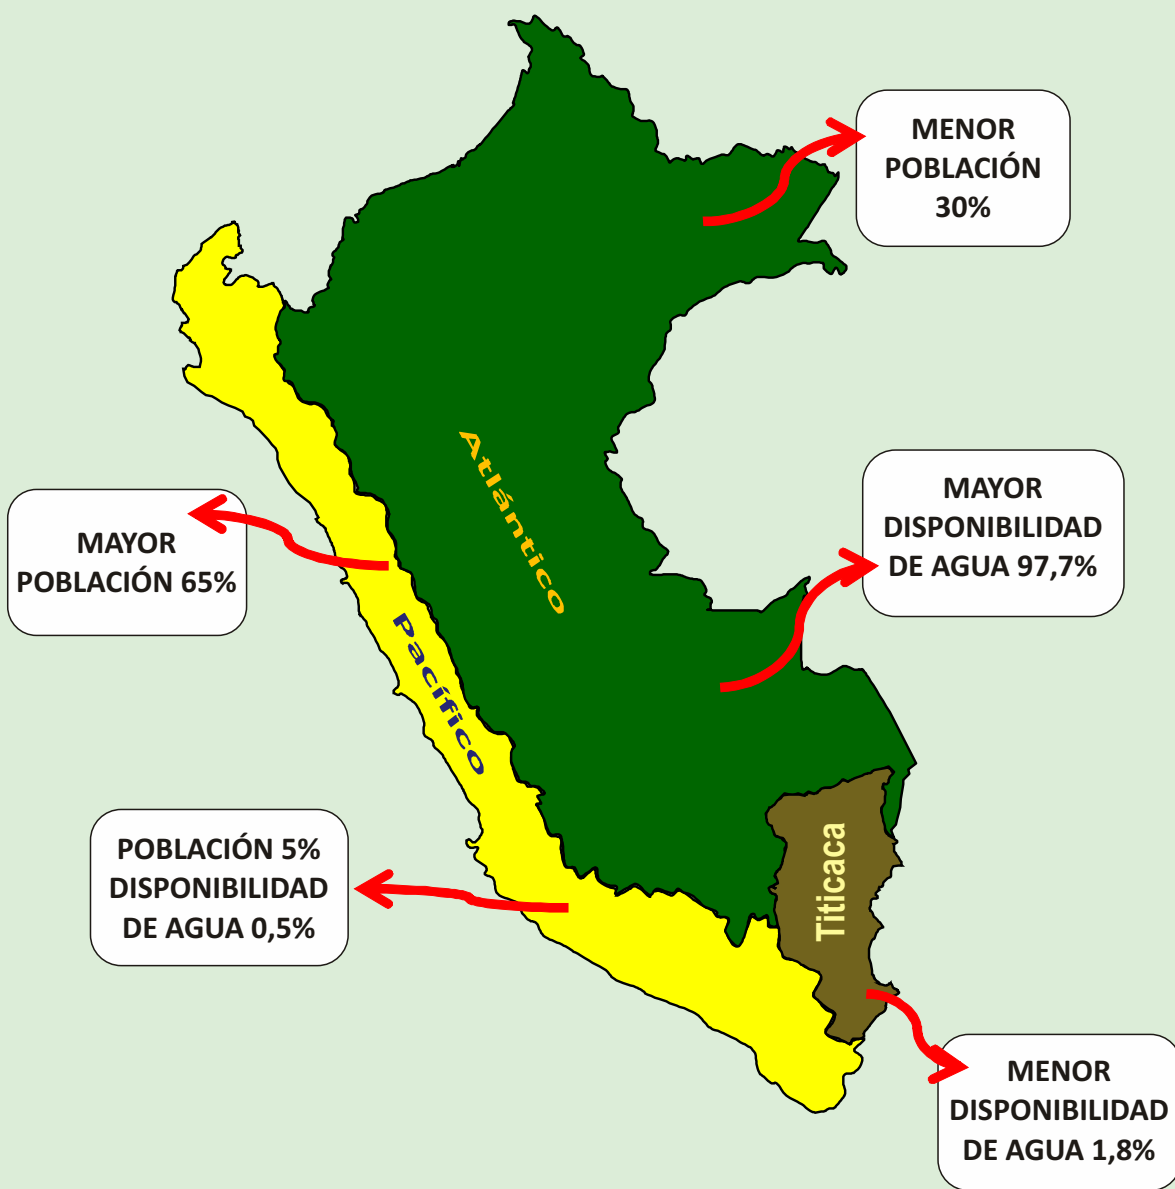 MENOR
POBLACIÓN
30%
Atlántico
MAYOR
DISPONIBILIDAD
DE AGUA 97,7%
MAYOR
POBLACIÓN 65%
Pacífico
POBLACIÓN 5%
DISPONIBILIDAD
DE AGUA 0,5%
Titicaca
MENOR
DISPONIBILIDAD
DE AGUA 1,8%